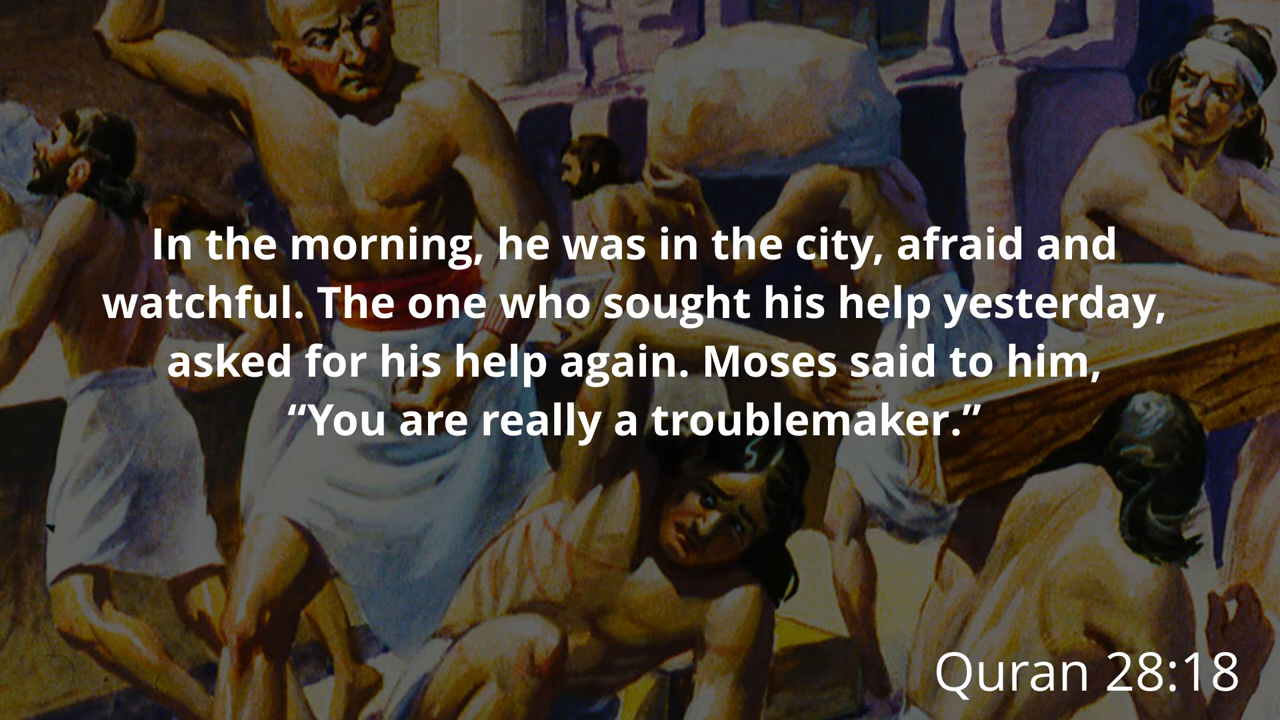 In the morning, he was in the city, afraid and
watchful. The one who sought his help yesterday,
asked for his help again. Moses said to him,
“You are really a troublemaker.”
Quran 28:18